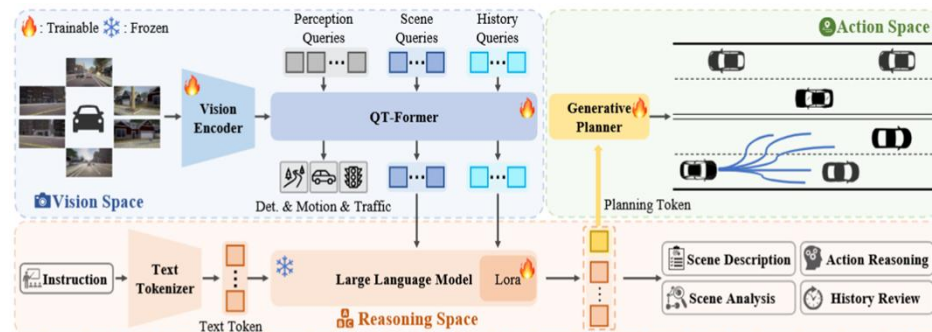 : Trainable : Frozen
Perception Queries
Scene Queries
History Queries
Vision Encoder
QT-Former
Det. & Motion & Traffic
Vision Space
Generative Planner
Action Space
Planning Token
Instruction
Text Tokenizer
Text Token
Large Language Model
Lora
Reasoning Space
A
B C
Scene Description
Action Reasoning
Scene Analysis
History Review